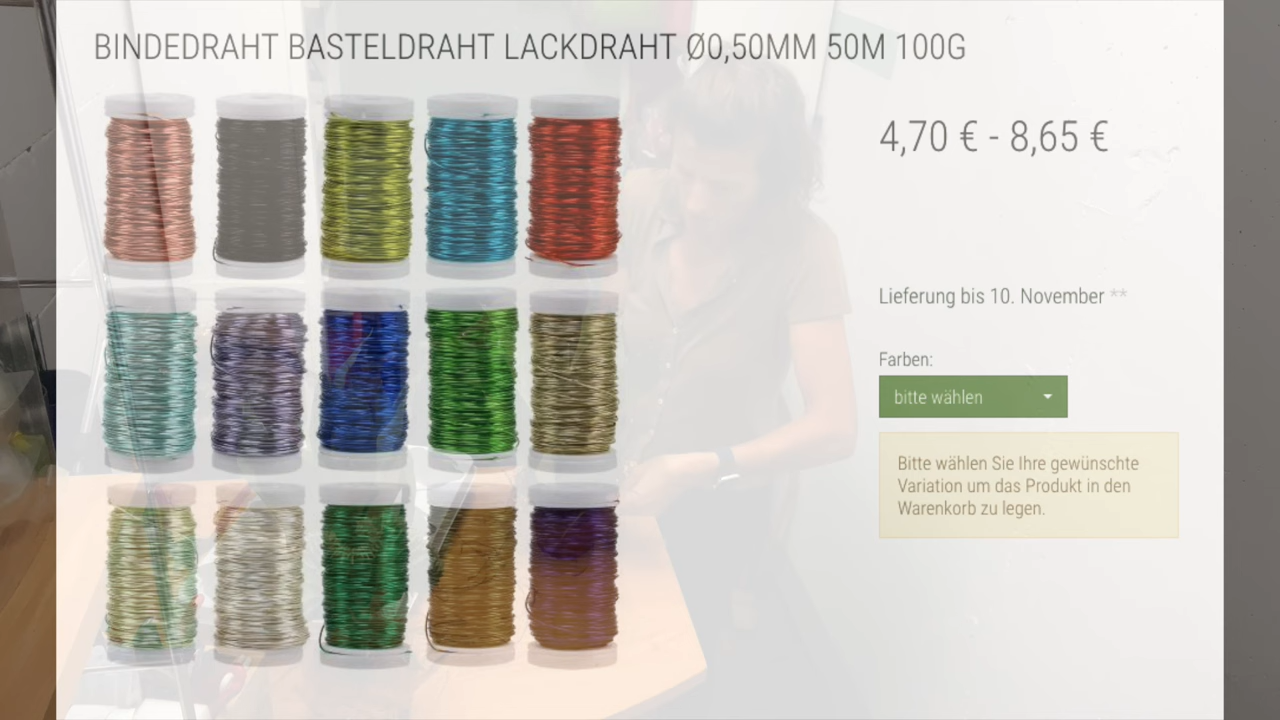 BINDEDRAHT BASTELDRAHT LACKDRAHT Ø0,50MM 50M 100G
4,70 € - 8,65 €
Lieferung bis 10. November **
Farben:
bitte wählen
Bitte wählen Sie Ihre gewünschte
Variation um das Produkt in den
Warenkorb zu legen.